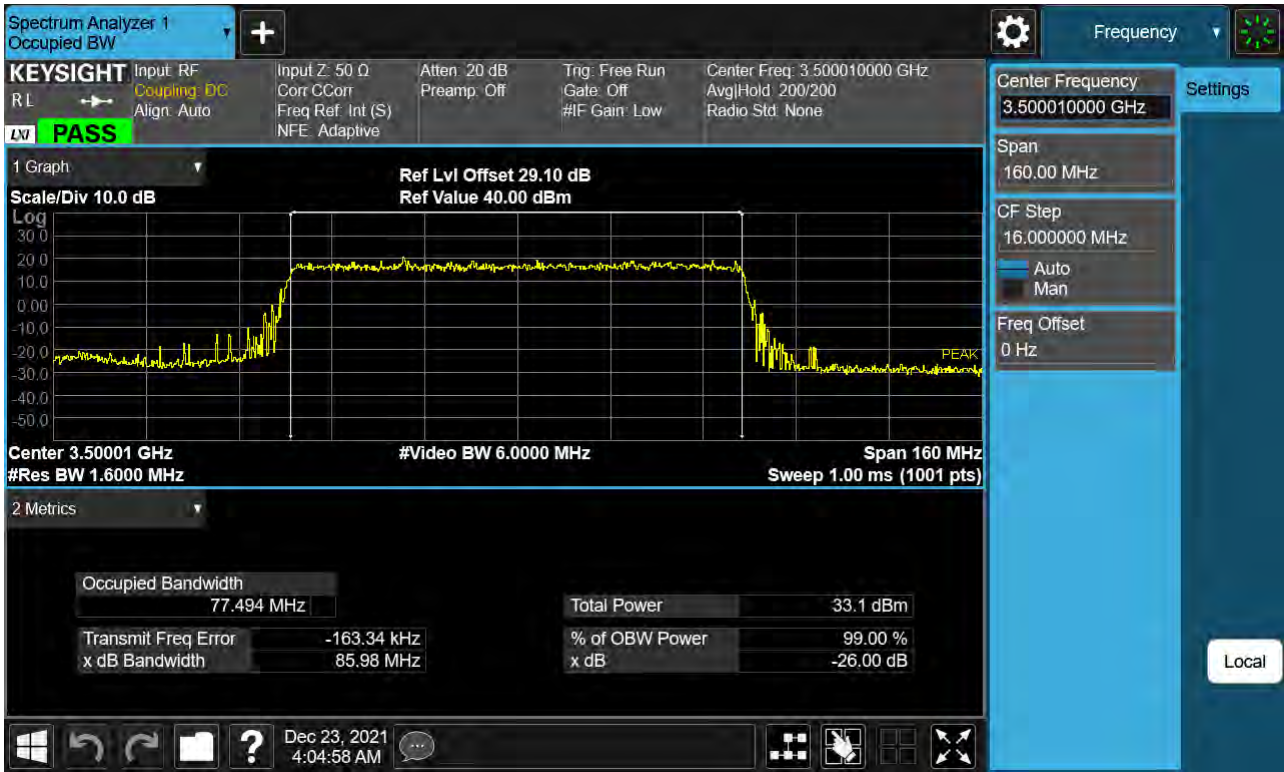 Spectrum Analyzer 1
Occupied BW
+
Frequency
KEYSIGHT
RL
LXI PASS
Input: RF
Coupling: DC
Align: Auto
Input Z: 50 Ω
Corr CCorr
Freq Ref: Int (S)
NFE: Adaptive
Atten: 20 dB
Preamp: Off
Trig: Free Run
Gate: Off
#IF Gain: Low
Center Freq: 3.500010000 GHz
Avg|Hold: 200/200
Radio Std: None
Center Frequency
3.500010000 GHz
Settings
Span
160.00 MHz
CF Step
16.000000 MHz
Auto
Man
Freq Offset
0 Hz
Local
1 Graph
Scale/Div 10.0 dB
Ref Lvl Offset 29.10 dB
Ref Value 40.00 dBm
Log
30.0
20.0
10.0
0.00
-10.0
-20.0
-30.0
-40.0
-50.0
PEAK
Center 3.50001 GHz
#Video BW 6.0000 MHz
Span 160 MHz
#Res BW 1.6000 MHz
Sweep 1.00 ms (1001 pts)
2 Metrics
Occupied Bandwidth
77.494 MHz
Total Power 33.1 dBm
Transmit Freq Error -163.34 kHz
% of OBW Power 99.00 %
x dB Bandwidth 85.98 MHz
x dB -26.00 dB
?
Dec 23, 2021
4:04:58 AM